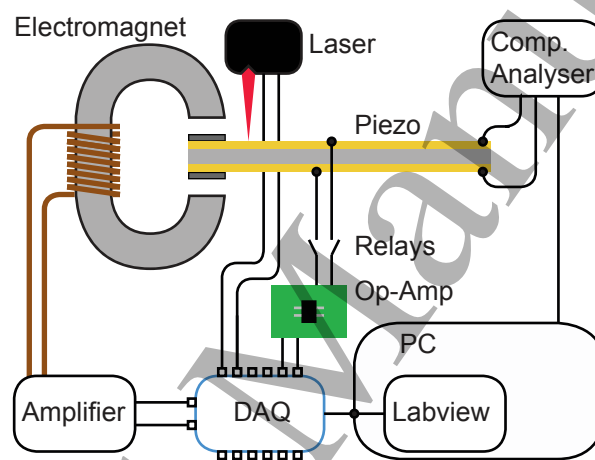 Electromagnet
Laser
Comp.
Analyser
Piezo
Relays
Op-Amp
PC
Amplifier
DAQ
Labview